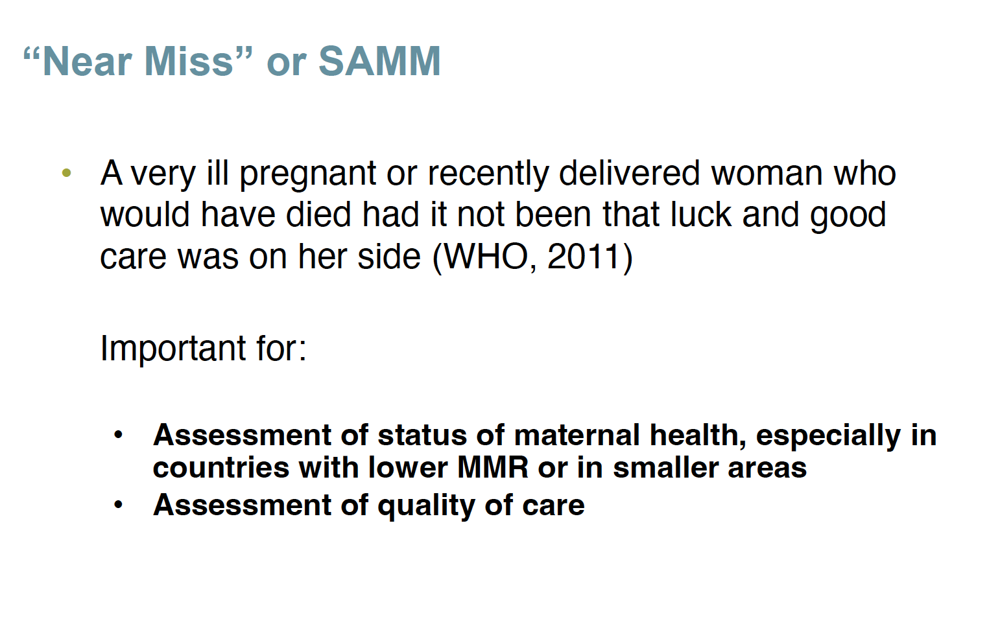 “Near Miss” or SAMM
• A very ill pregnant or recently delivered woman who
would have died had it not been that luck and good
care was on her side (WHO, 2011)
Important for:
• Assessment of status of maternal health, especially in
countries with lower MMR or in smaller areas
• Assessment of quality of care